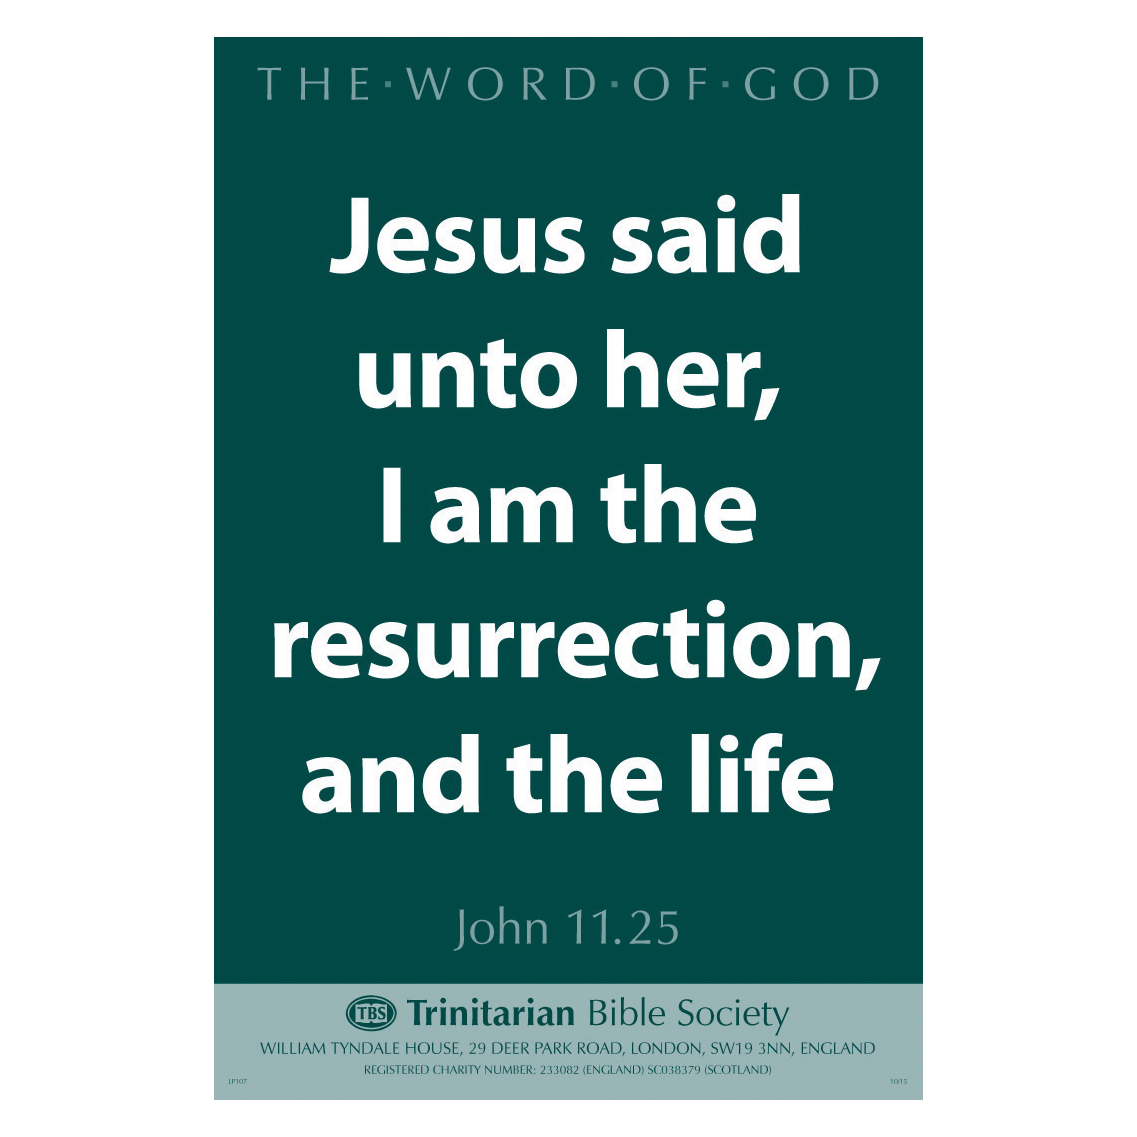 THE·WORD·OF·GOD
Jesus said
unto her,
I am the
resurrection,
and the life
John 11.25
TBS Trinitarian Bible Society
WILLIAM TYNDALE HOUSE, 29 DEER PARK ROAD, LONDON, SW19 3NN, ENGLAND
REGISTERED CHARITY NUMBER: 233082 (ENGLAND) SC038379 (SCOTLAND)
LP107 10/15